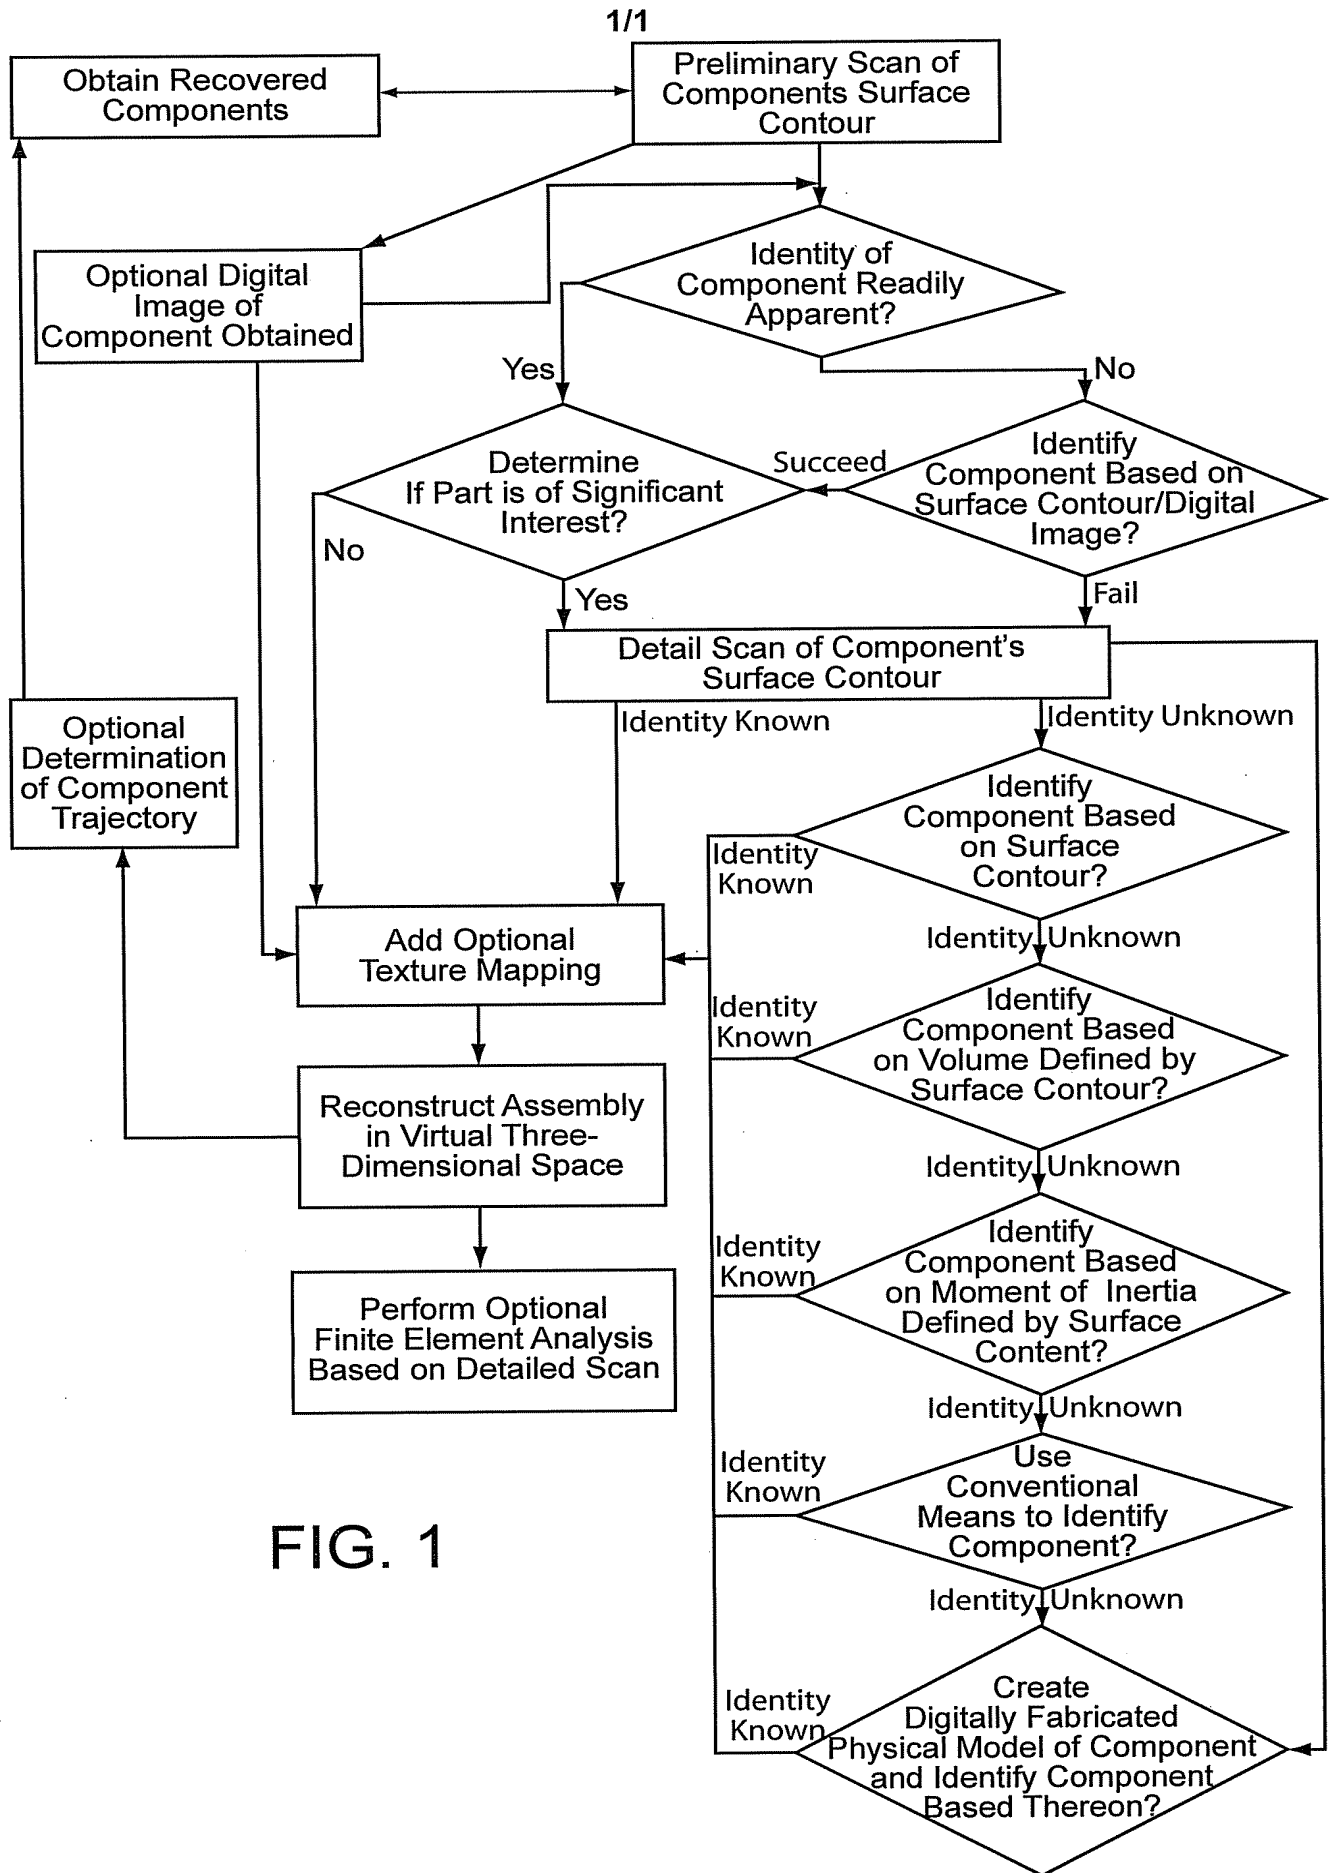 1/1
Obtain Recovered
Components
Preliminary Scan of
Components Surface
Contour
Optional Digital
Image of
Component Obtained
Identity of
Component Readily
Apparent?
Yes
No
Determine
If Part is of Significant
Interest?
Succeed
Identify
Component Based on
Surface Contour/Digital
Image?
No
Yes
Fail
Detail Scan of Component's
Surface Contour
Identity Known
Identity Unknown
Optional
Determination
of Component
Trajectory
Identify
Component Based
on Surface
Contour?
Identity
Known
Identity Unknown
Add Optional
Texture Mapping
Identify
Component Based
on Volume Defined by
Surface Contour?
Identity
Known
Identity Unknown
Reconstruct Assembly
in Virtual Three-
Dimensional Space
Identify
Component Based
on Moment of Inertia
Defined by Surface
Content?
Identity
Known
Identity Unknown
Perform Optional
Finite Element Analysis
Based on Detailed Scan
Use
Conventional
Means to Identify
Component?
Identity
Known
Identity Unknown
FIG. 1
Create
Digitally Fabricated
Physical Model of Component
and Identify Component
Based Thereon?
Identity
Known